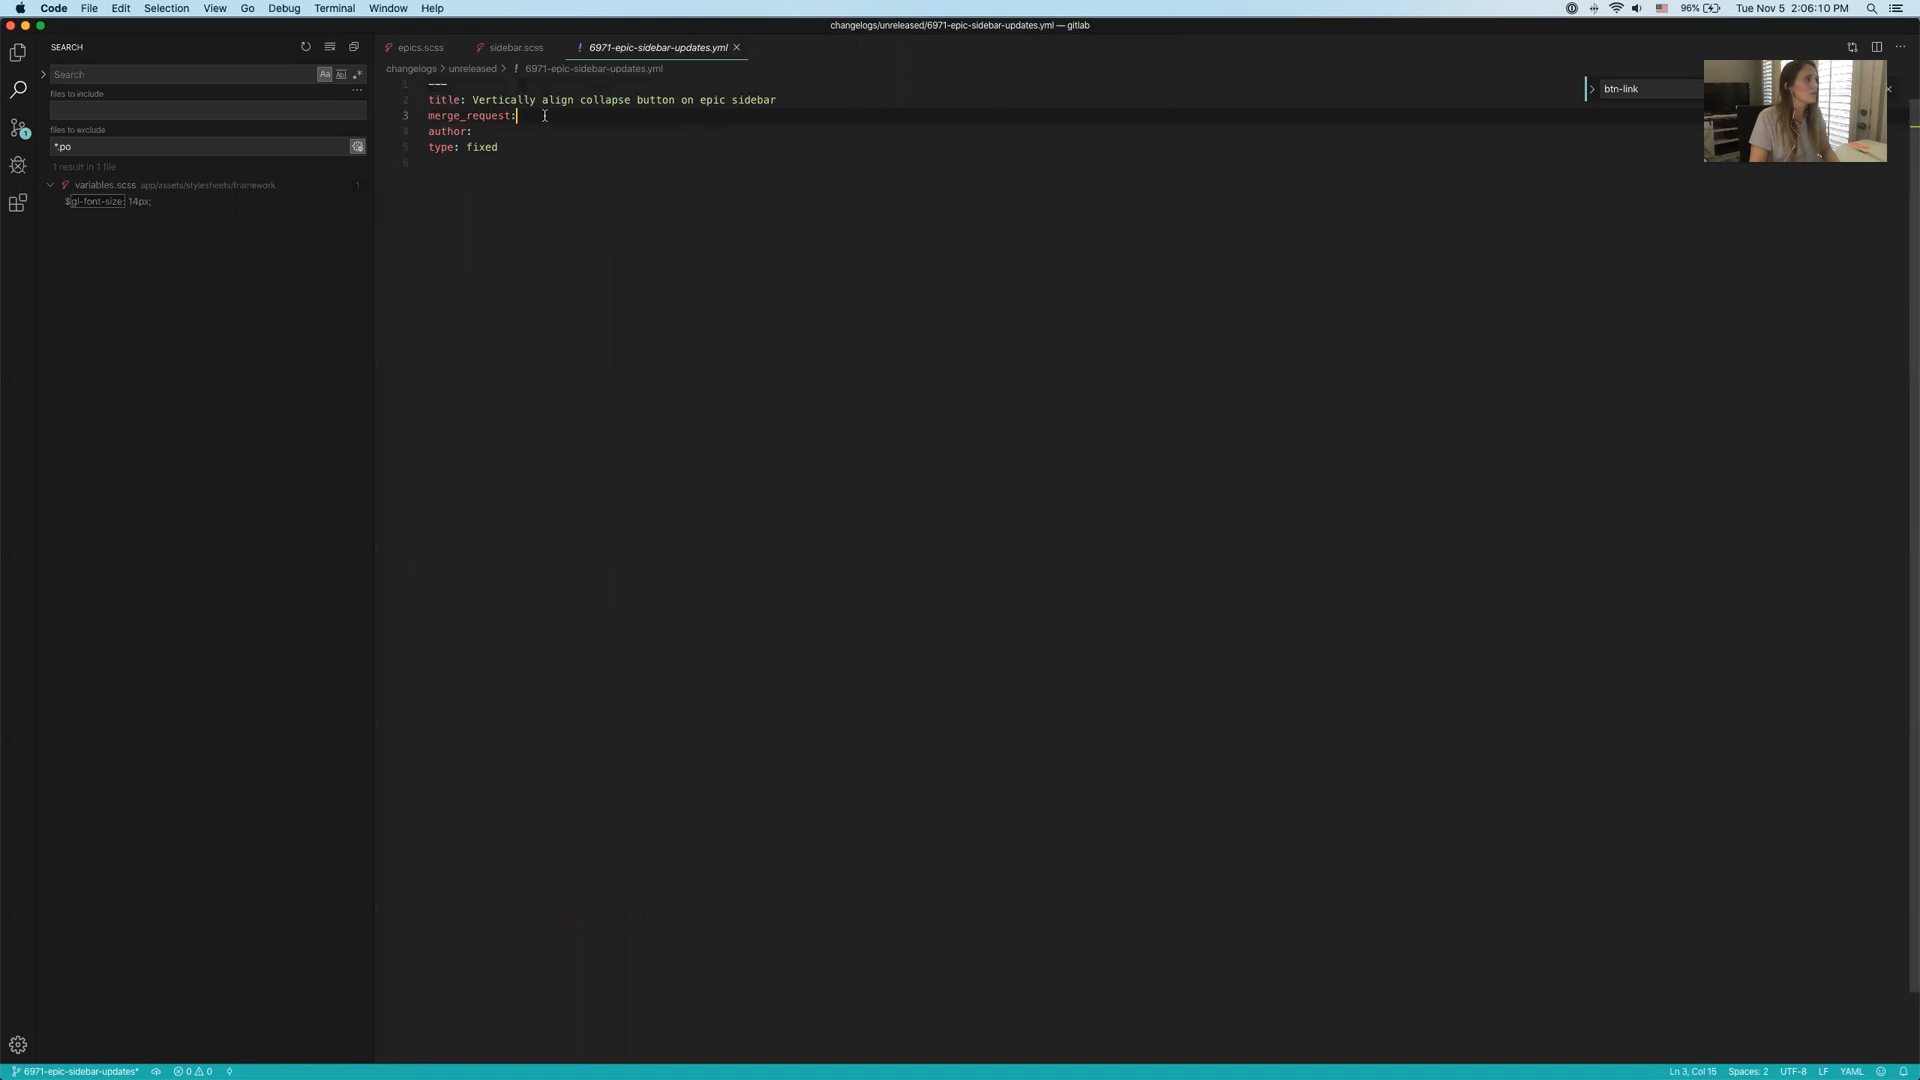 Code File Edit Selection View Go Debug Terminal Window Help
96% Tue Nov 5 2:06:10 PM
changelogs/unreleased/6971-epic-sidebar-updates.yml — gitlab
SEARCH
epics.scss
sidebar.scss
! 6971-epic-sidebar-updates.yml
changelogs > unreleased > ! 6971-epic-sidebar-updates.yml
Search
Aa
files to include
files to exclude
*.po
1 result in 1 file
variables.scss app/assets/stylesheets/framework 1
$gl-font-size: 14px;
btn-link
1 ---
2 title: Vertically align collapse button on epic sidebar
3 merge_request:
4 author:
5 type: fixed
6
1
6971-epic-sidebar-updates*
0 0
Ln 3, Col 15 Spaces: 2 UTF-8 LF YAML